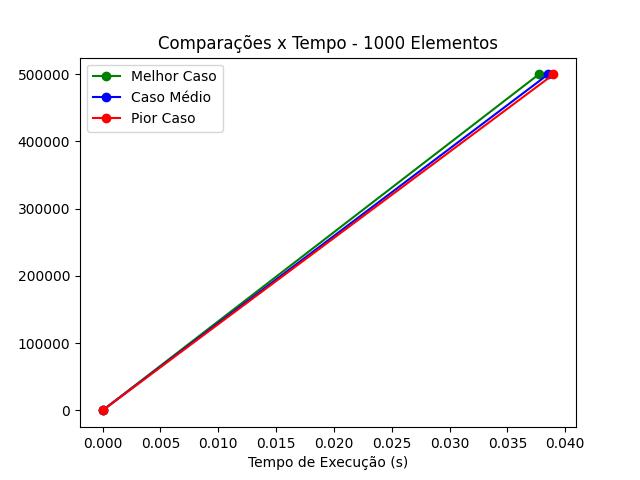 Comparações x Tempo - 1000 Elementos
Melhor Caso
Caso Médio
Pior Caso
500000
400000
300000
200000
100000
0
0.000 0.005 0.010 0.015 0.020 0.025 0.030 0.035 0.040
Tempo de Execução (s)